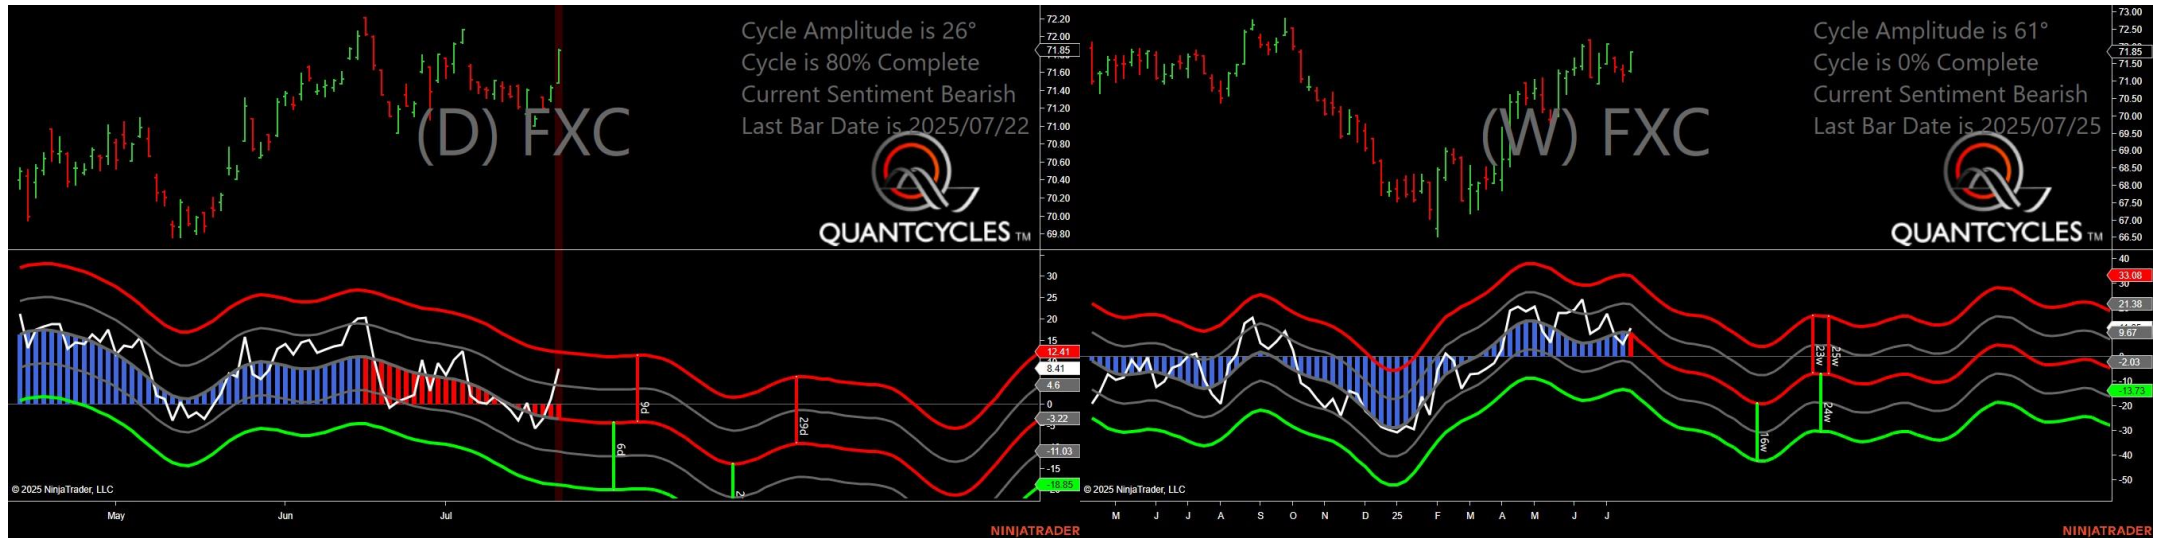 Cycle Amplitude is 26°
Cycle is 80% Complete
Current Sentiment Bearish
Last Bar Date is 2025/07/22
(D) FXC
QUANTCYCLES TM
72.20
72.00
71.85
71.60
71.40
71.20
71.00
70.80
70.60
70.40
70.20
70.00
69.80
30
25
20
15
12.41
8.41
4.6
0
-3.22
-11.03
-15
-18.85
9d
6d
29d
2
© 2025 NinjaTrader, LLC
May
Jun
Jul
NINJATRADER
Cycle Amplitude is 61°
Cycle is 0% Complete
Current Sentiment Bearish
Last Bar Date is 2025/07/25
(W) FXC
QUANTCYCLES TM
73.00
72.50
71.85
71.50
71.00
70.50
70.00
69.50
69.00
68.50
68.00
67.50
67.00
66.50
40
33.08
30
21.38
9.67
-2.03
-10
-13.73
-20
-30
-40
-50
23w
25w
24w
16w
© 2025 NinjaTrader, LLC
M
J
J
A
S
O
N
D
25
F
M
A
M
J
J
NINJATRADER